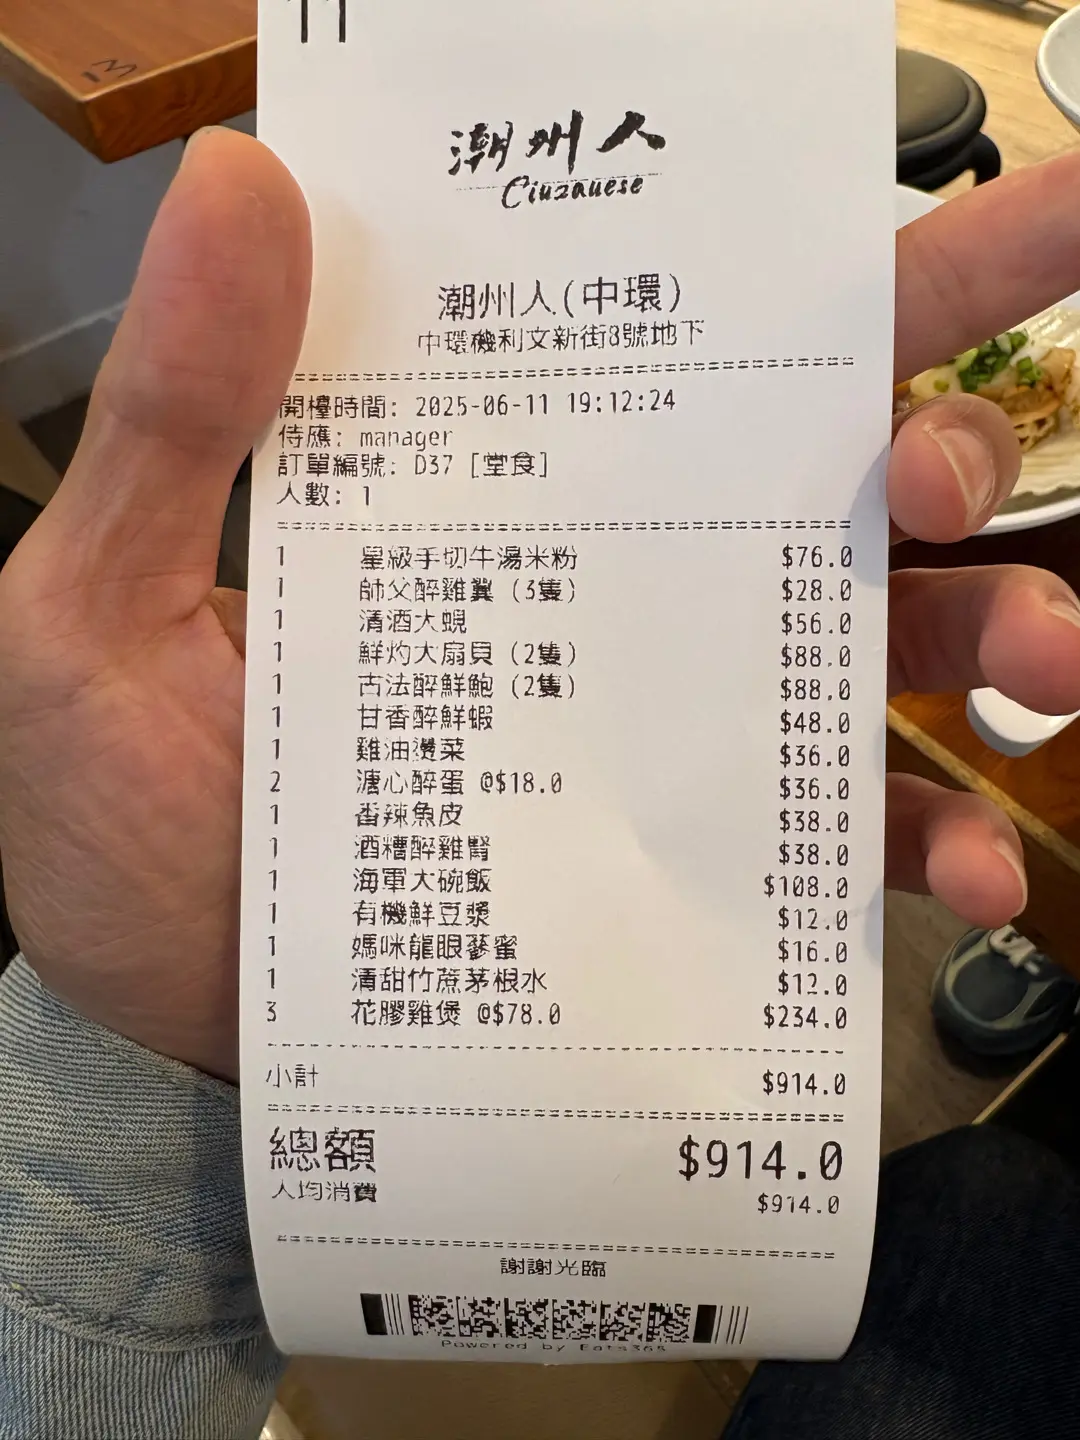 11
13
潮州人
Ciuzauese
潮州人(中環)
中環機利文新街8號地下
開檯時間: 2025-06-11 19:12:24
侍應: manager
訂單編號: D37 [堂食]
人數: 1
1 星級手切牛湯米粉 $76.0
1 師父醉雞翼 (3隻) $28.0
1 清酒大蜆 $56.0
1 鮮灼大扇貝 (2隻) $88.0
1 古法醉鮮鮑 (2隻) $88.0
1 甘香醉鮮蝦 $48.0
1 雞油燙菜 $36.0
2 溏心醉蛋 @$18.0 $36.0
1 香辣魚皮 $38.0
1 酒糟醉雞腎 $38.0
1 海軍大碗飯 $108.0
1 有機鮮豆漿 $12.0
1 媽咪龍眼蔘蜜 $16.0
1 清甜竹蔗茅根水 $12.0
3 花膠雞煲 @$78.0 $234.0
小計 $914.0
總額 $914.0
人均消費 $914.0
謝謝光臨
Powered by Eats365